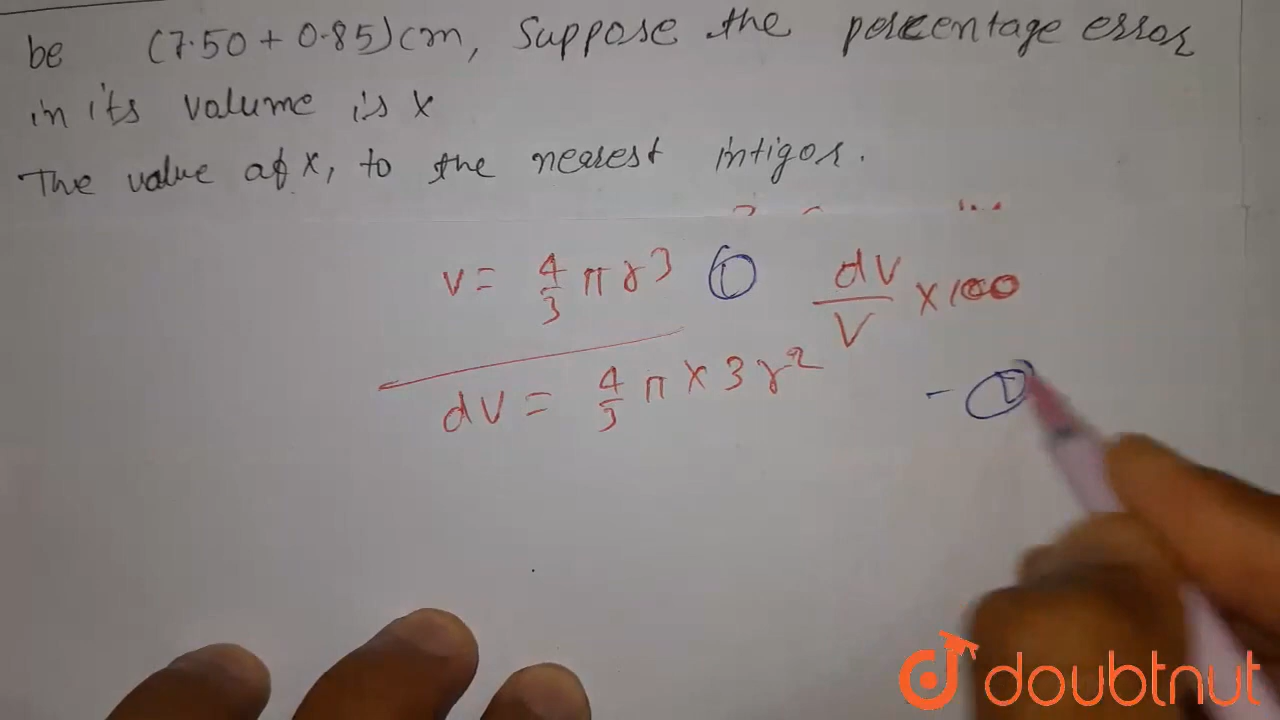 be (7.50 + 0.85) cm, Suppose the percentage error
in its volume is x
The value of x, to the nearest intigor.
V = 4/3 π r3 ① dV/V × 100
dV = 4/3 π × 3 r² - ①
doubtnut